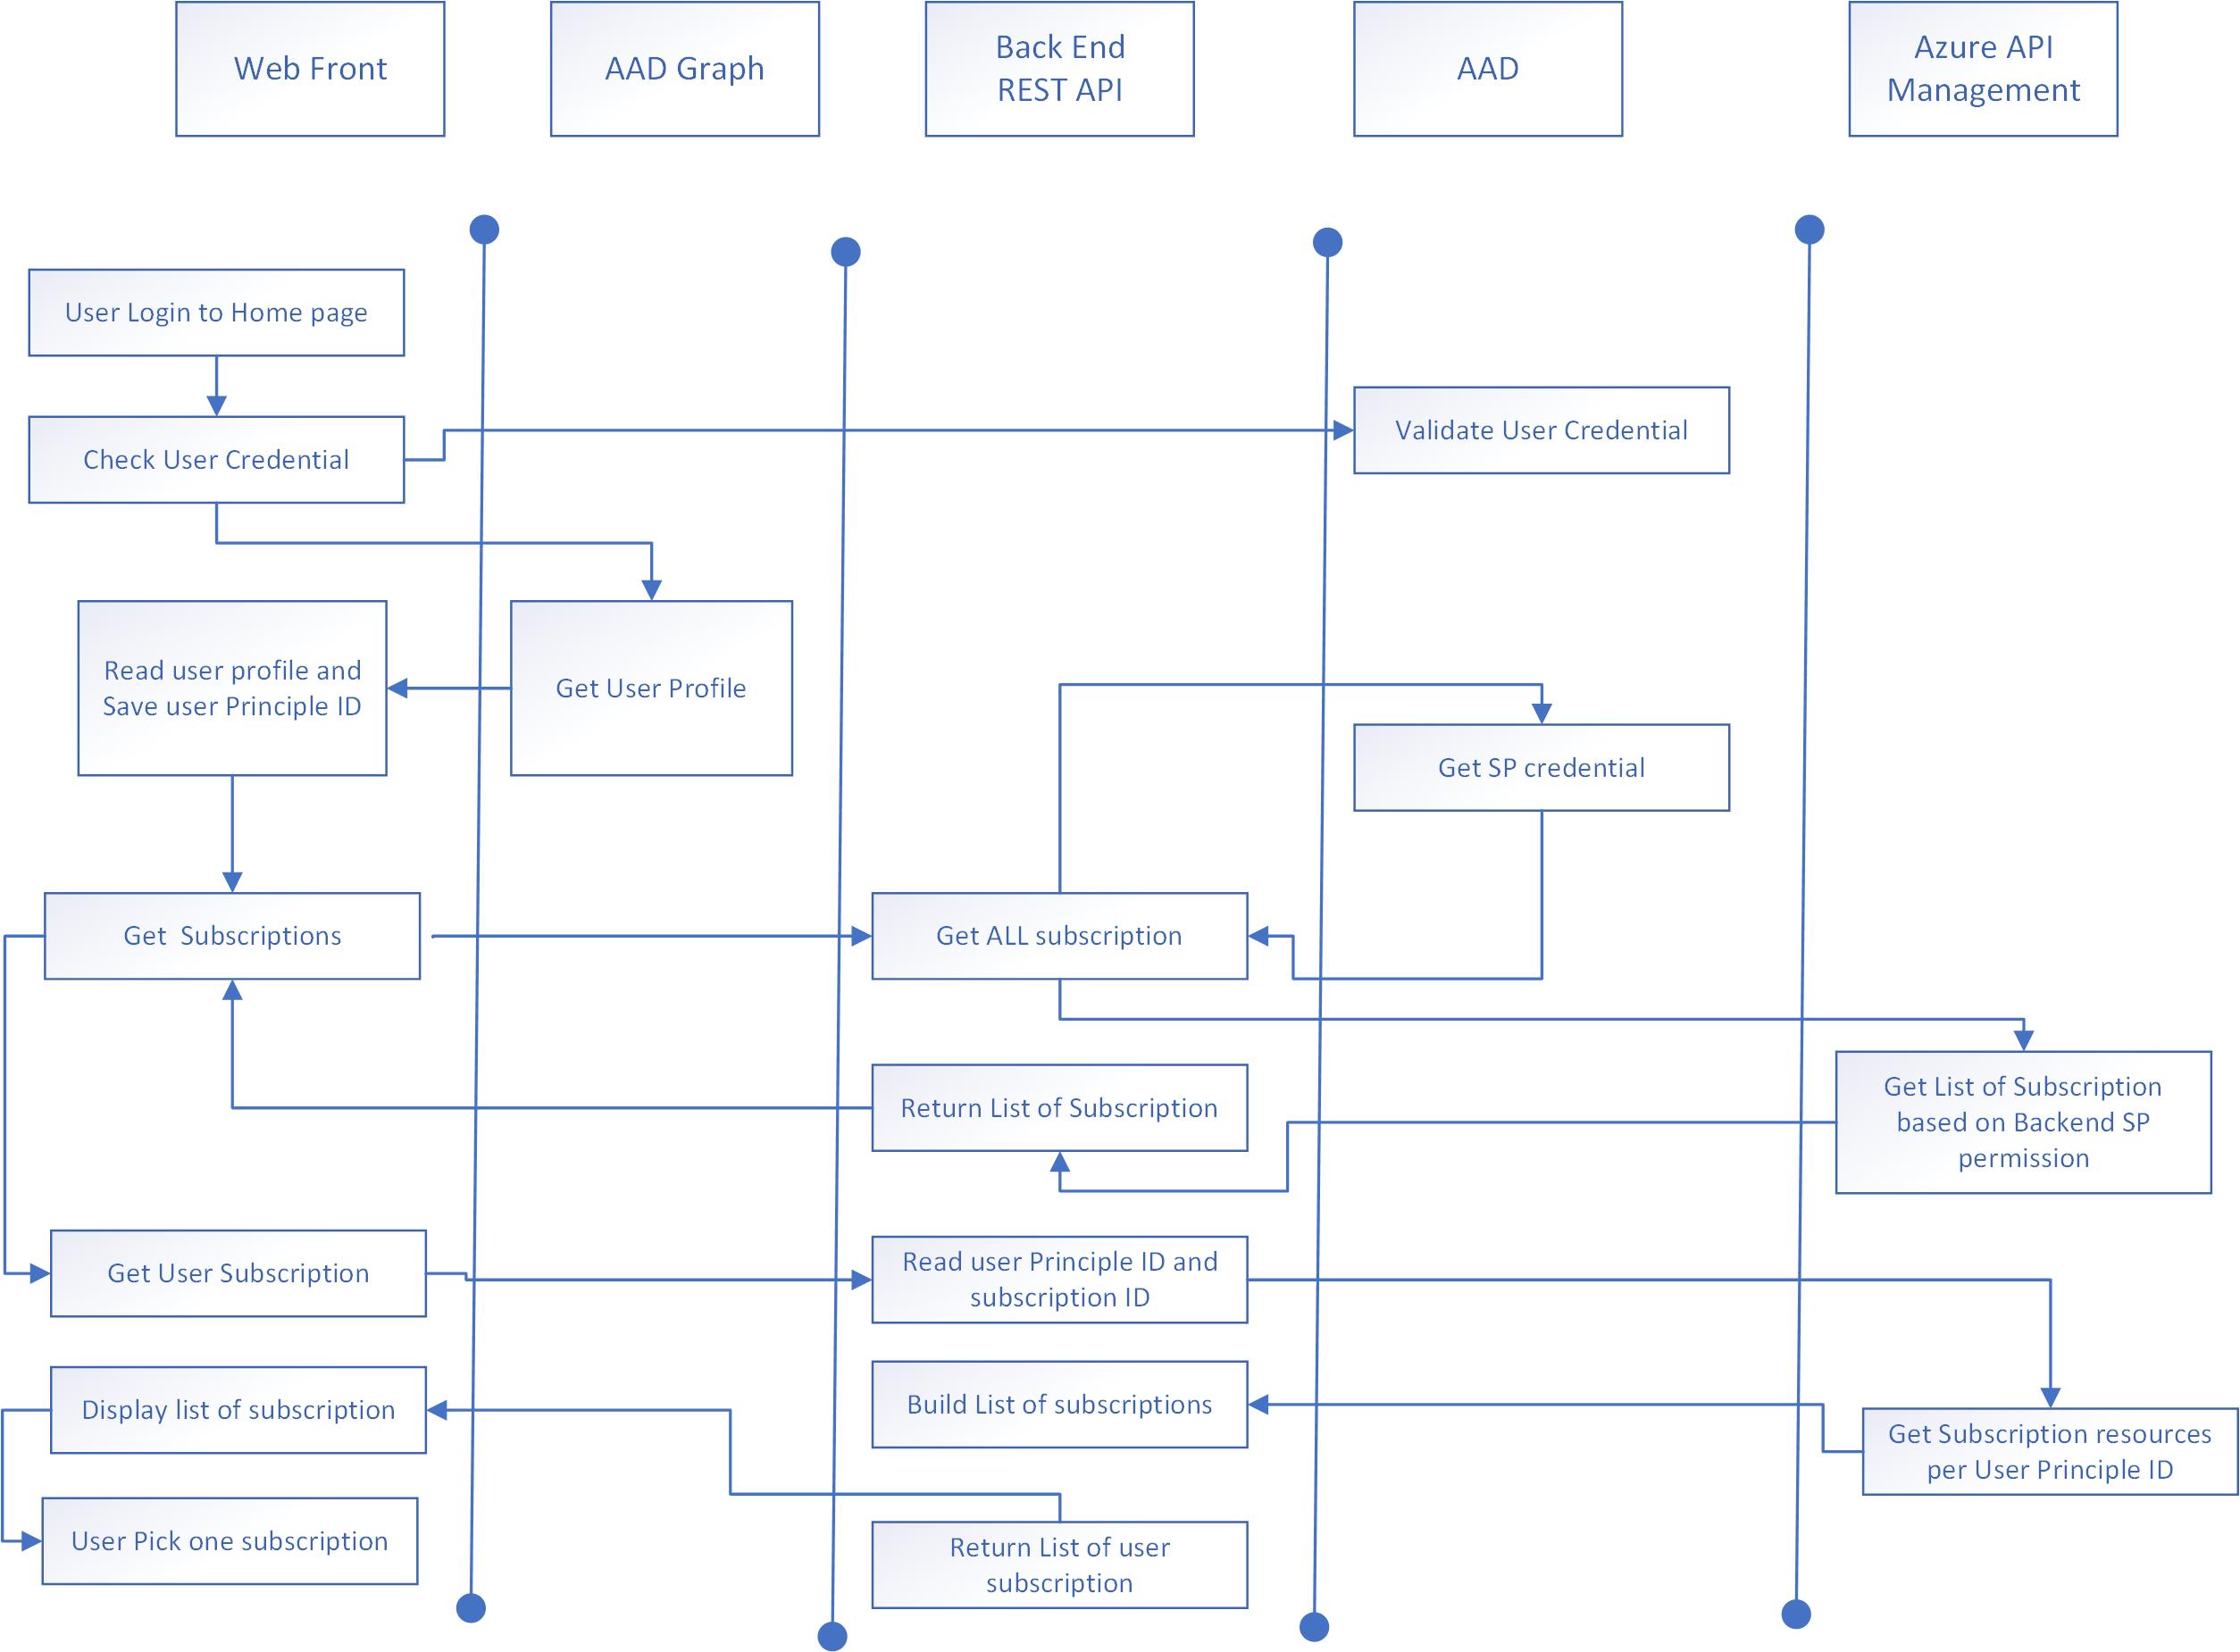 Web Front
AAD Graph
Back End
REST API
AAD
Azure API
Management
User Login to Home page
Validate User Credential
Check User Credential
Read user profile and
Save user Principle ID
Get User Profile
Get SP credential
Get  Subscriptions
Get ALL subscription
Return List of Subscription
Get List of Subscription
based on Backend SP
permission
Get User Subscription
Read user Principle ID and
subscription ID
Display list of subscription
Build List of subscriptions
Get Subscription resources
per User Principle ID
User Pick one subscription
Return List of user
subscription